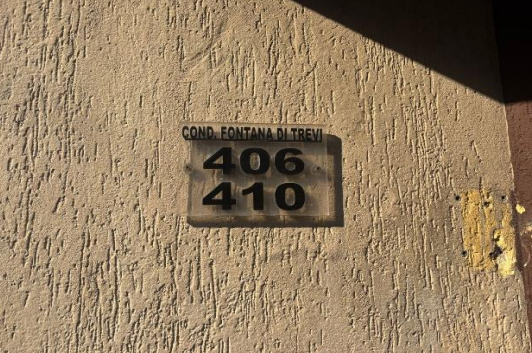 COND. FONTANA DI TREVI
406
410